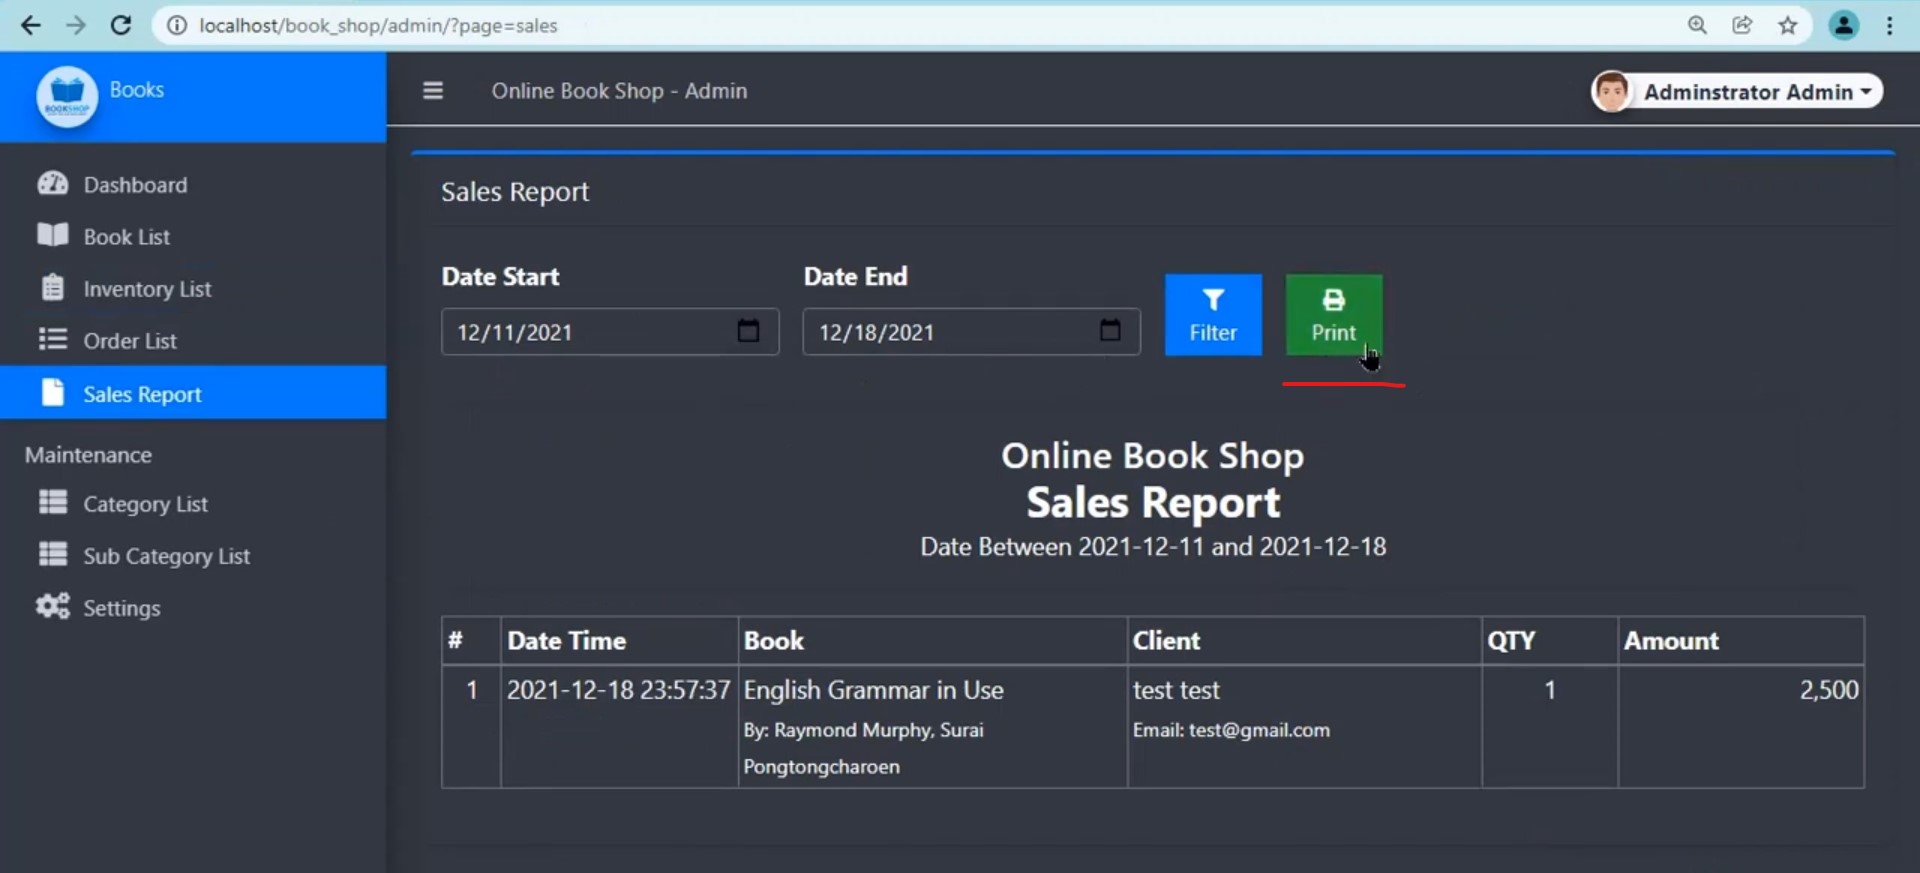 localhost/book_shop/admin/?page=sales
BOOKSHOP
Books
Online Book Shop - Admin
Adminstrator Admin
Dashboard
Book List
Inventory List
Order List
Sales Report
Maintenance
Category List
Sub Category List
Settings
Sales Report
Date Start
Date End
12/11/2021
12/18/2021
Filter
Print
Online Book Shop
Sales Report
Date Between 2021-12-11 and 2021-12-18
# Date Time Book Client QTY Amount
1 2021-12-18 23:57:37 English Grammar in Use test test 1 2,500
By: Raymond Murphy, Surai Email: test@gmail.com
Pongtongcharoen